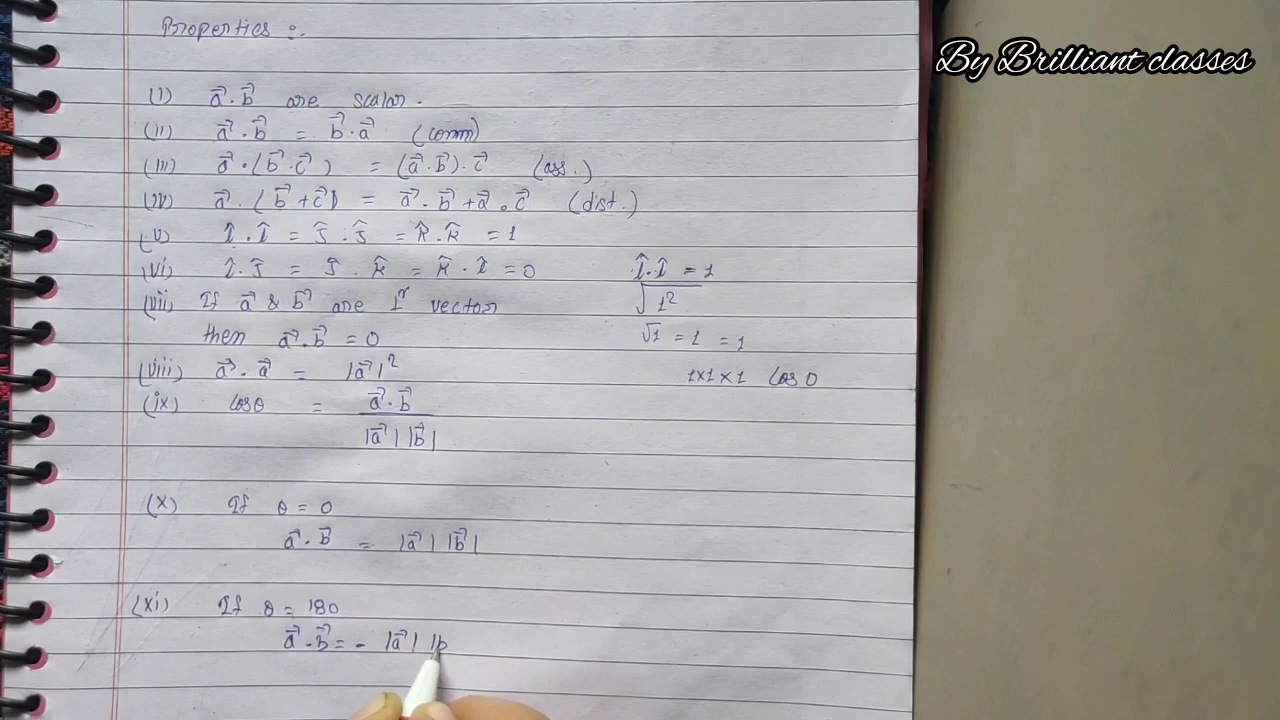 Properties :.
By Brilliant classes
(i) a⃗.b⃗ are scalar.
(ii) a⃗.b⃗ = b⃗.a⃗ (comm)
(iii) a⃗.(b⃗.c⃗) = (a⃗.b⃗).c⃗ (ass.)
(iv) a⃗.(b⃗+c⃗) = a⃗.b⃗+a⃗.c⃗ (dist.)
(v) î.î = ĵ.ĵ = k̂.k̂ = 1
(vi) î.ĵ = ĵ.k̂ = k̂.î = 0
î.î = 1
(vii) If a⃗ & b⃗ are ⊥r vector
√1²
then a⃗.b⃗ = 0
√1 = 1 = 1
(viii) a⃗.a⃗ = |a⃗|²
1×1×1 Cos 0
(ix) cosθ = a⃗.b⃗
|a⃗| |b⃗|
(x) If θ = 0
a⃗.b⃗ = |a⃗| |b⃗|
(xi) If θ = 180
a⃗.b⃗ = - |a⃗| |b